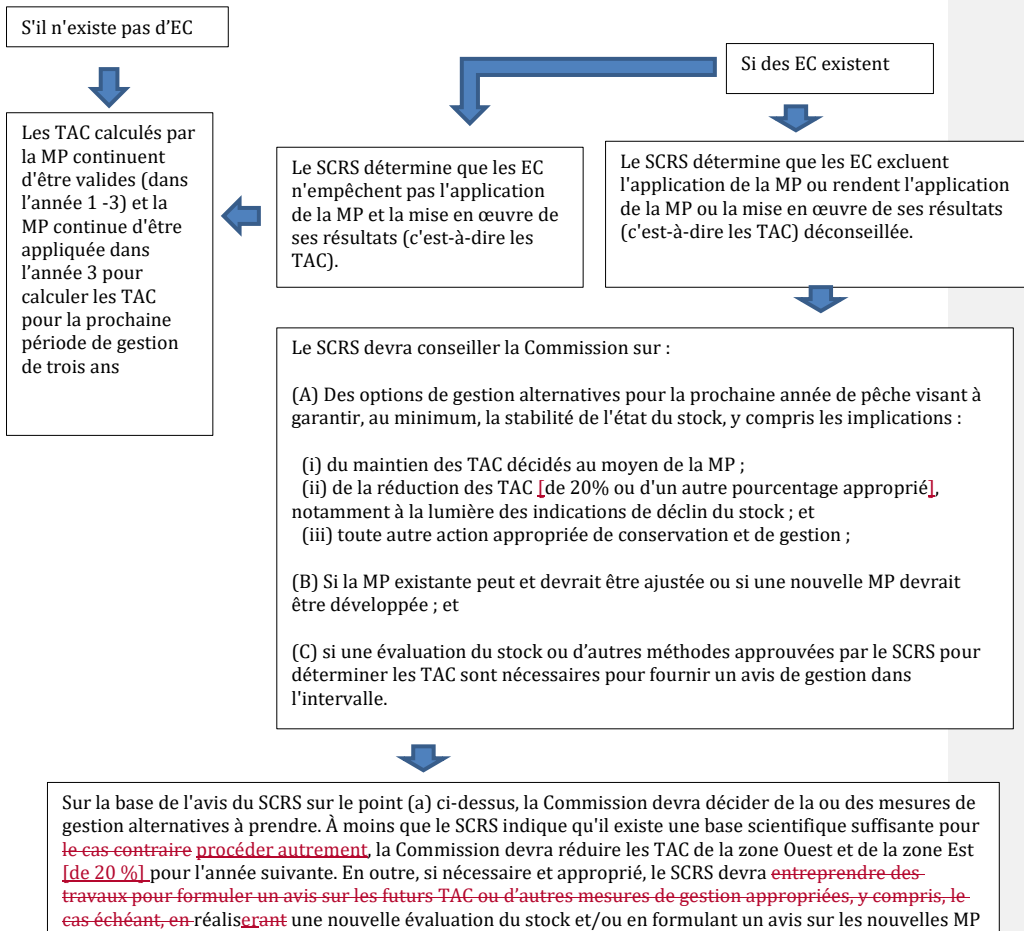 S'il n'existe pas d’EC
Si des EC existent
Les TAC calculés par
la MP continuent
d'être valides (dans
l’année 1 -3) et la
MP continue d'être
appliquée dans
l’année 3 pour
calculer les TAC
pour la prochaine
période de gestion
de trois ans
Le SCRS détermine que les EC
n'empêchent pas l'application
de la MP et la mise en œuvre de
ses résultats (c'est-à-dire les
TAC).
Le SCRS détermine que les EC excluent
l'application de la MP ou rendent l'application
de la MP ou la mise en œuvre de ses résultats
(c'est-à-dire les TAC) déconseillée.
Le SCRS devra conseiller la Commission sur :
(A) Des options de gestion alternatives pour la prochaine année de pêche visant à
garantir, au minimum, la stabilité de l'état du stock, y compris les implications :
(i) du maintien des TAC décidés au moyen de la MP ;
(ii) de la réduction des TAC [de 20% ou d'un autre pourcentage approprié],
notamment à la lumière des indications de déclin du stock ; et
(iii) toute autre action appropriée de conservation et de gestion ;
(B) Si la MP existante peut et devrait être ajustée ou si une nouvelle MP devrait
être développée ; et
(C) si une évaluation du stock ou d’autres méthodes approuvées par le SCRS pour
déterminer les TAC sont nécessaires pour fournir un avis de gestion dans
l'intervalle.
Sur la base de l'avis du SCRS sur le point (a) ci-dessus, la Commission devra décider de la ou des mesures de
gestion alternatives à prendre. À moins que le SCRS indique qu'il existe une base scientifique suffisante pour
le cas contraire procéder autrement, la Commission devra réduire les TAC de la zone Ouest et de la zone Est
[de 20 %] pour l'année suivante. En outre, si nécessaire et approprié, le SCRS devra entreprendre des
travaux pour formuler un avis sur les futurs TAC ou d’autres mesures de gestion appropriées, y compris, le
cas échéant, en réaliserant une nouvelle évaluation du stock et/ou en formulant un avis sur les nouvelles MP